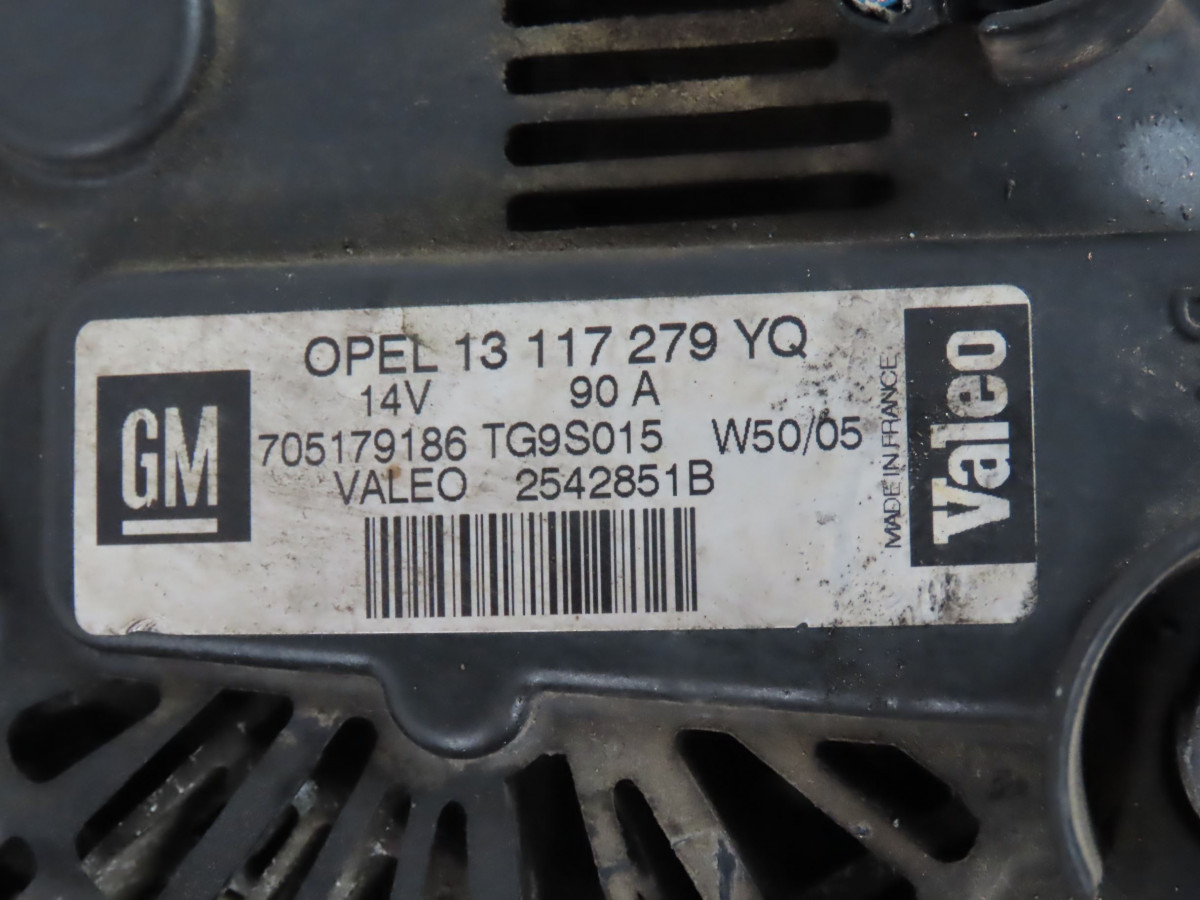 OPEL 13 117 279 YQ
14V 90 A
705179186 TG9S015 W50/05
VALEO 2542851B
GM
MADE IN FRANCE
Valeo